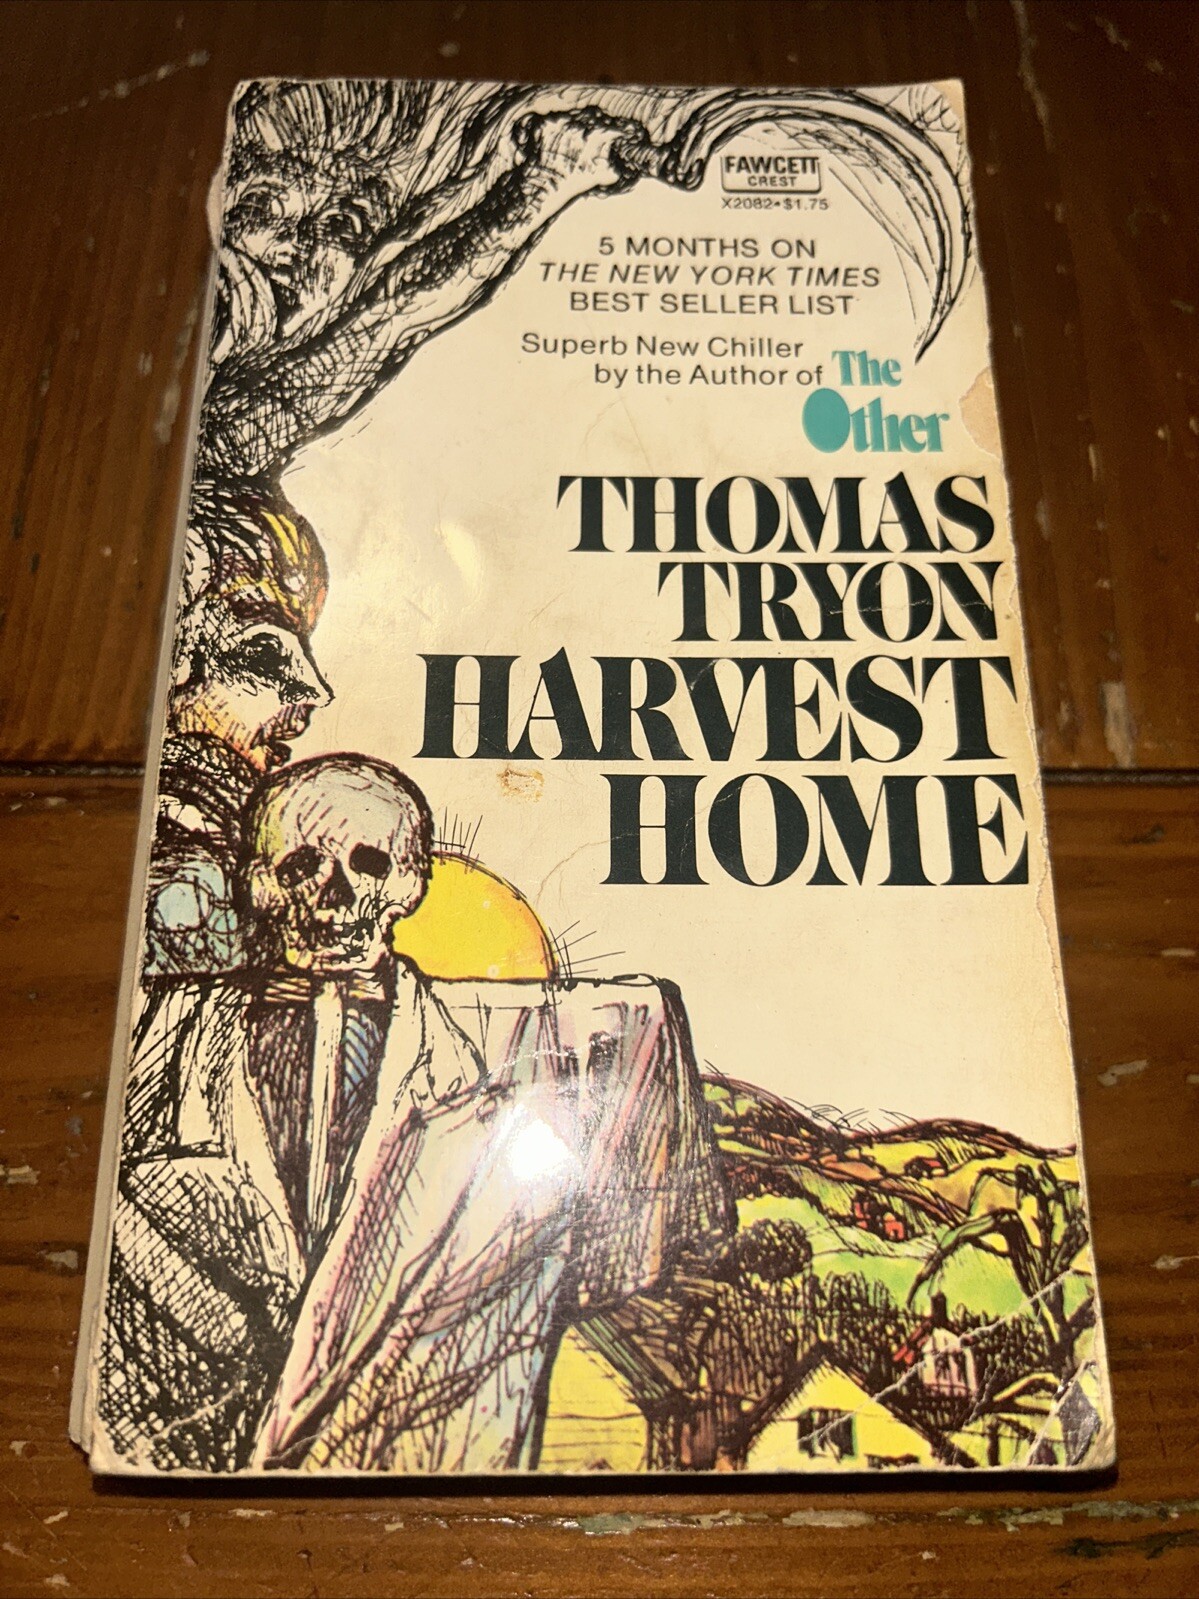 FAWCETT
CREST
X2082•$1.75
5 MONTHS ON
THE NEW YORK TIMES
BEST SELLER LIST
Superb New Chiller
by the Author of The
Other
THOMAS
TRYON
HARVEST
HOME